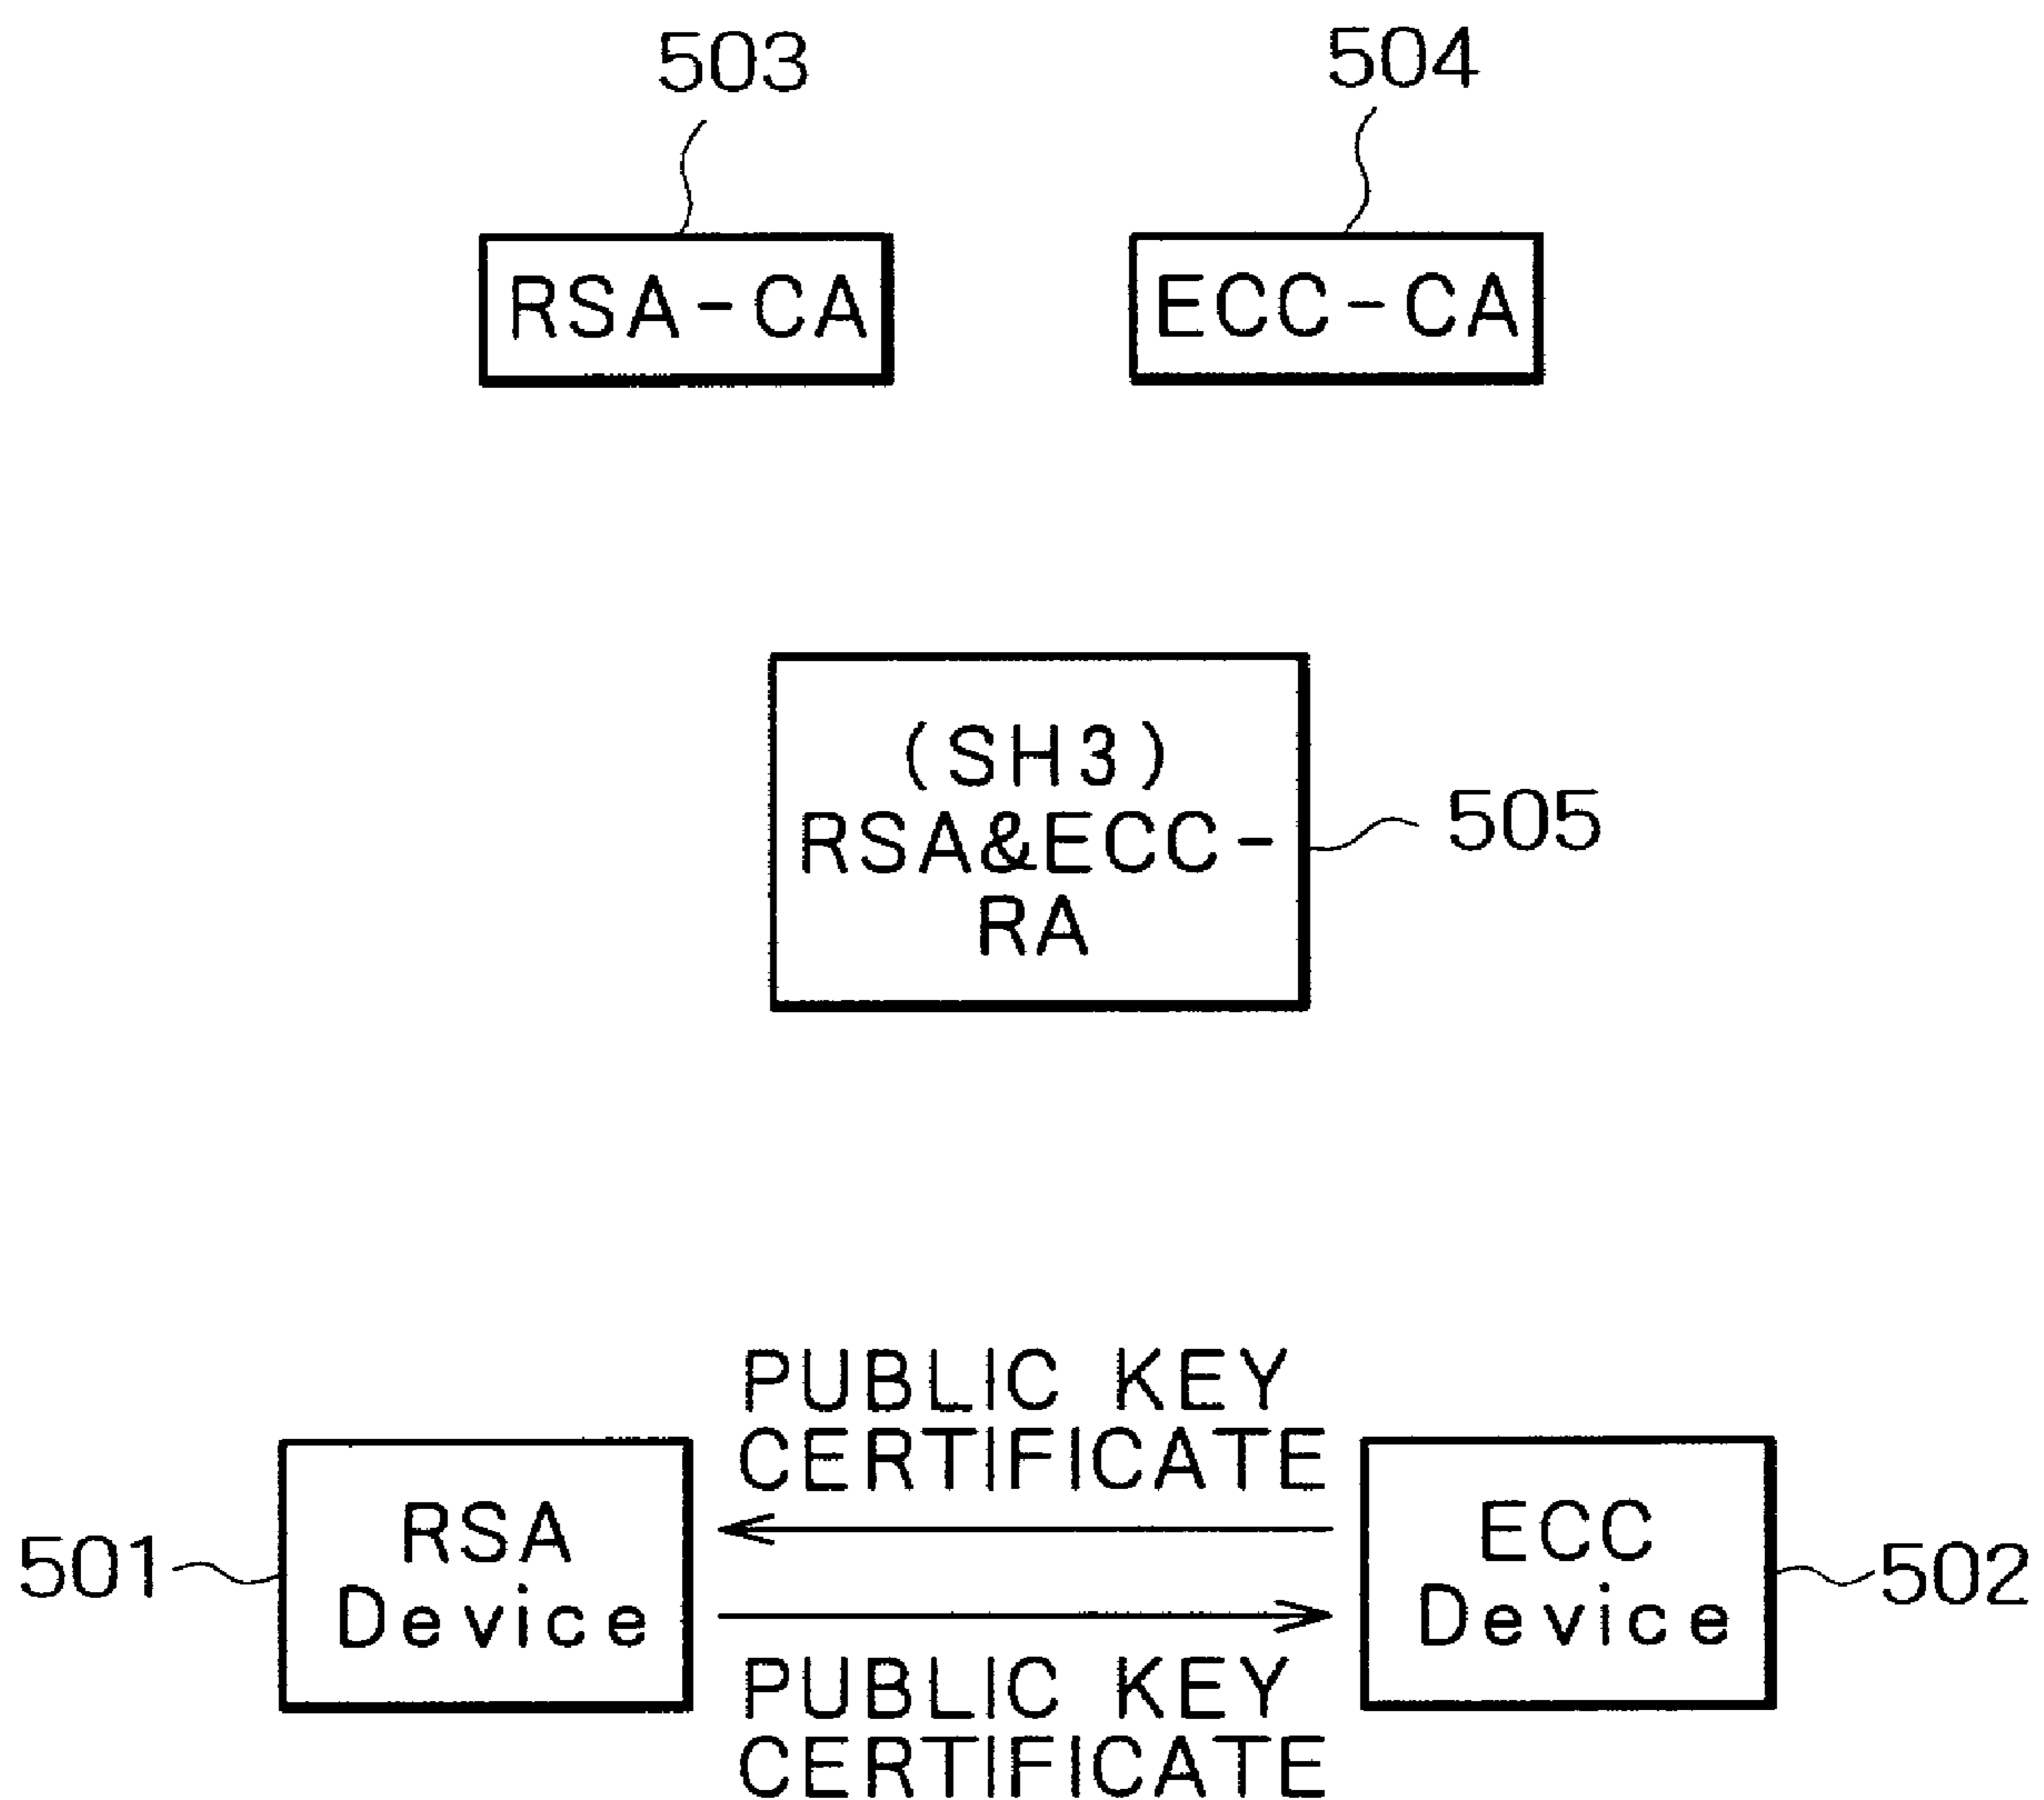 503
504
RSA-CA
ECC-CA
(SH3)
RSA&ECC-
RA
505
PUBLIC KEY
CERTIFICATE
501
RSA
Device
ECC
Device
502
PUBLIC KEY
CERTIFICATE